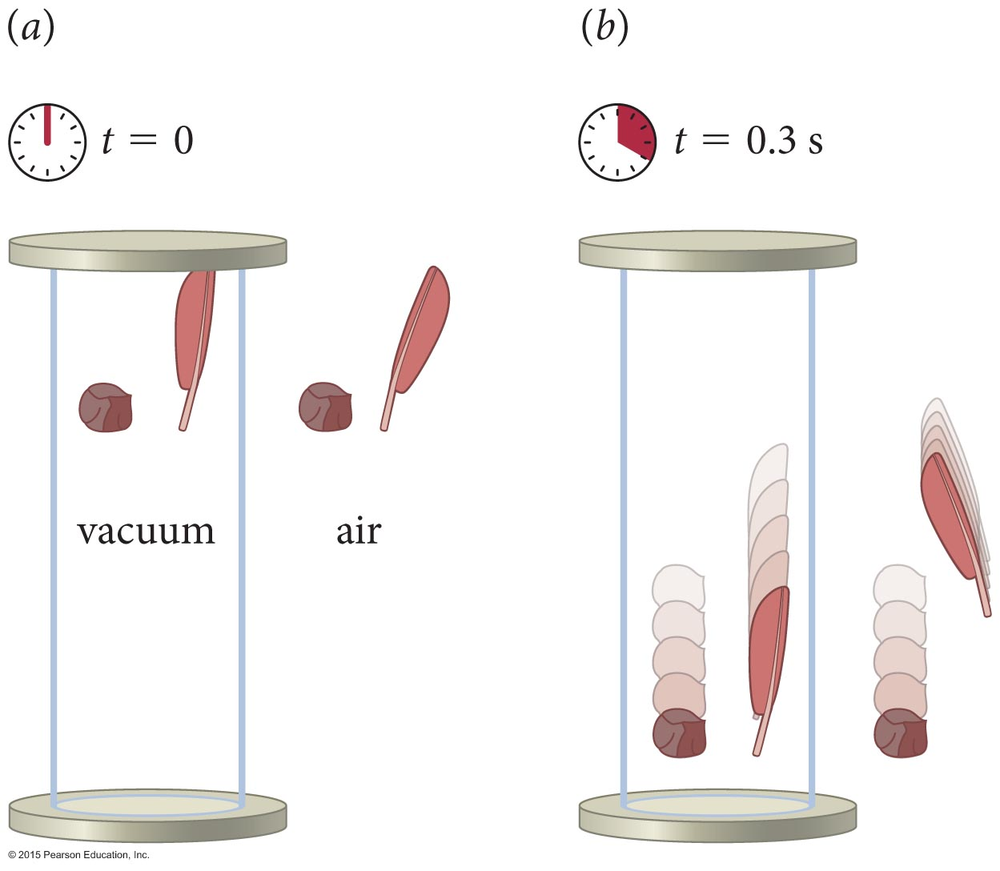 (a)
(b)
t = 0
t = 0.3 s
vacuum
air
© 2015 Pearson Education, Inc.